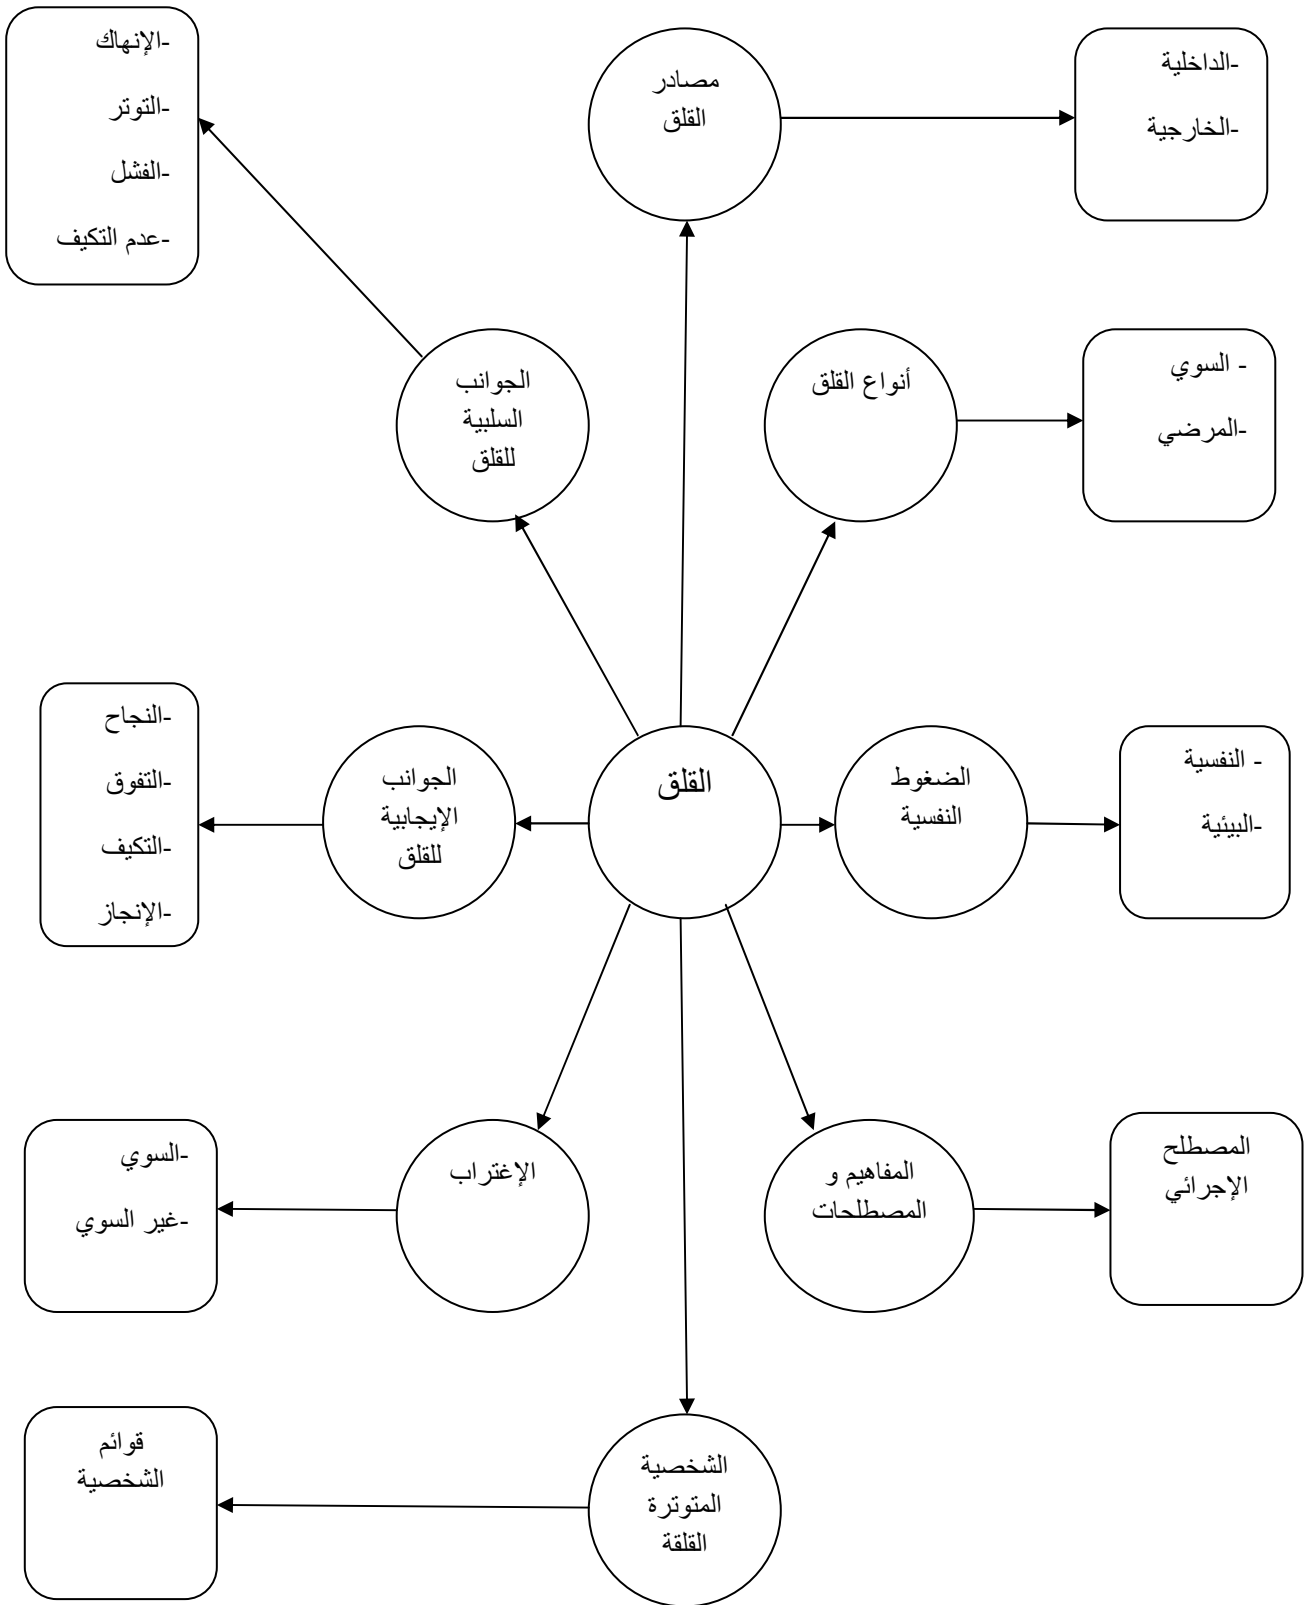 مصادر
القلق
-الداخلية
-الخارجية
-الإنهاك
-التوتر
-الفشل
-عدم التكيف
أنواع القلق
- السوي
-المرضي
الجوانب
السلبية
للقلق
القلق
الضغوط
النفسية
- النفسية
-البيئية
الجوانب
الإيجابية
للقلق
-النجاح
-التفوق
-التكيف
-الإنجاز
المفاهيم و
المصطلحات
المصطلح
الإجرائي
الإغتراب
-السوي
-غير السوي
الشخصية
المتوترة
القلقة
قوائم
الشخصية